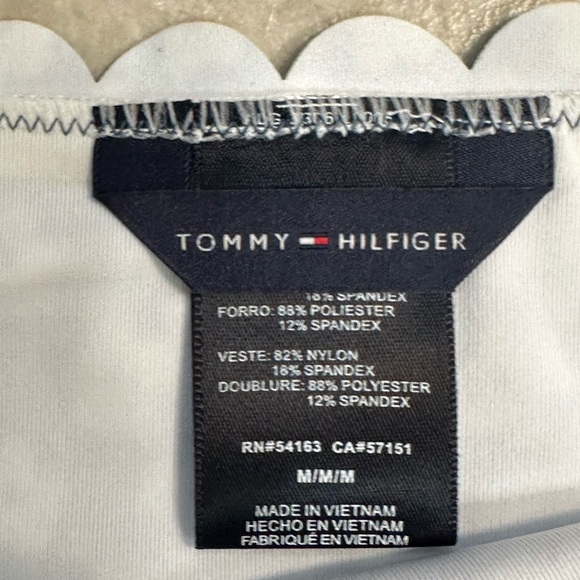 TOMMY HILFIGER
18% SPANDEX
FORRO: 88% POLIESTER
12% SPANDEX
VESTE: 82% NYLON
18% SPANDEX
DOUBLURE: 88% POLYESTER
12% SPANDEX
RN#54163 CA#57151
M/M/M
MADE IN VIETNAM
HECHO EN VIETNAM
FABRIQUÉ EN VIETNAM